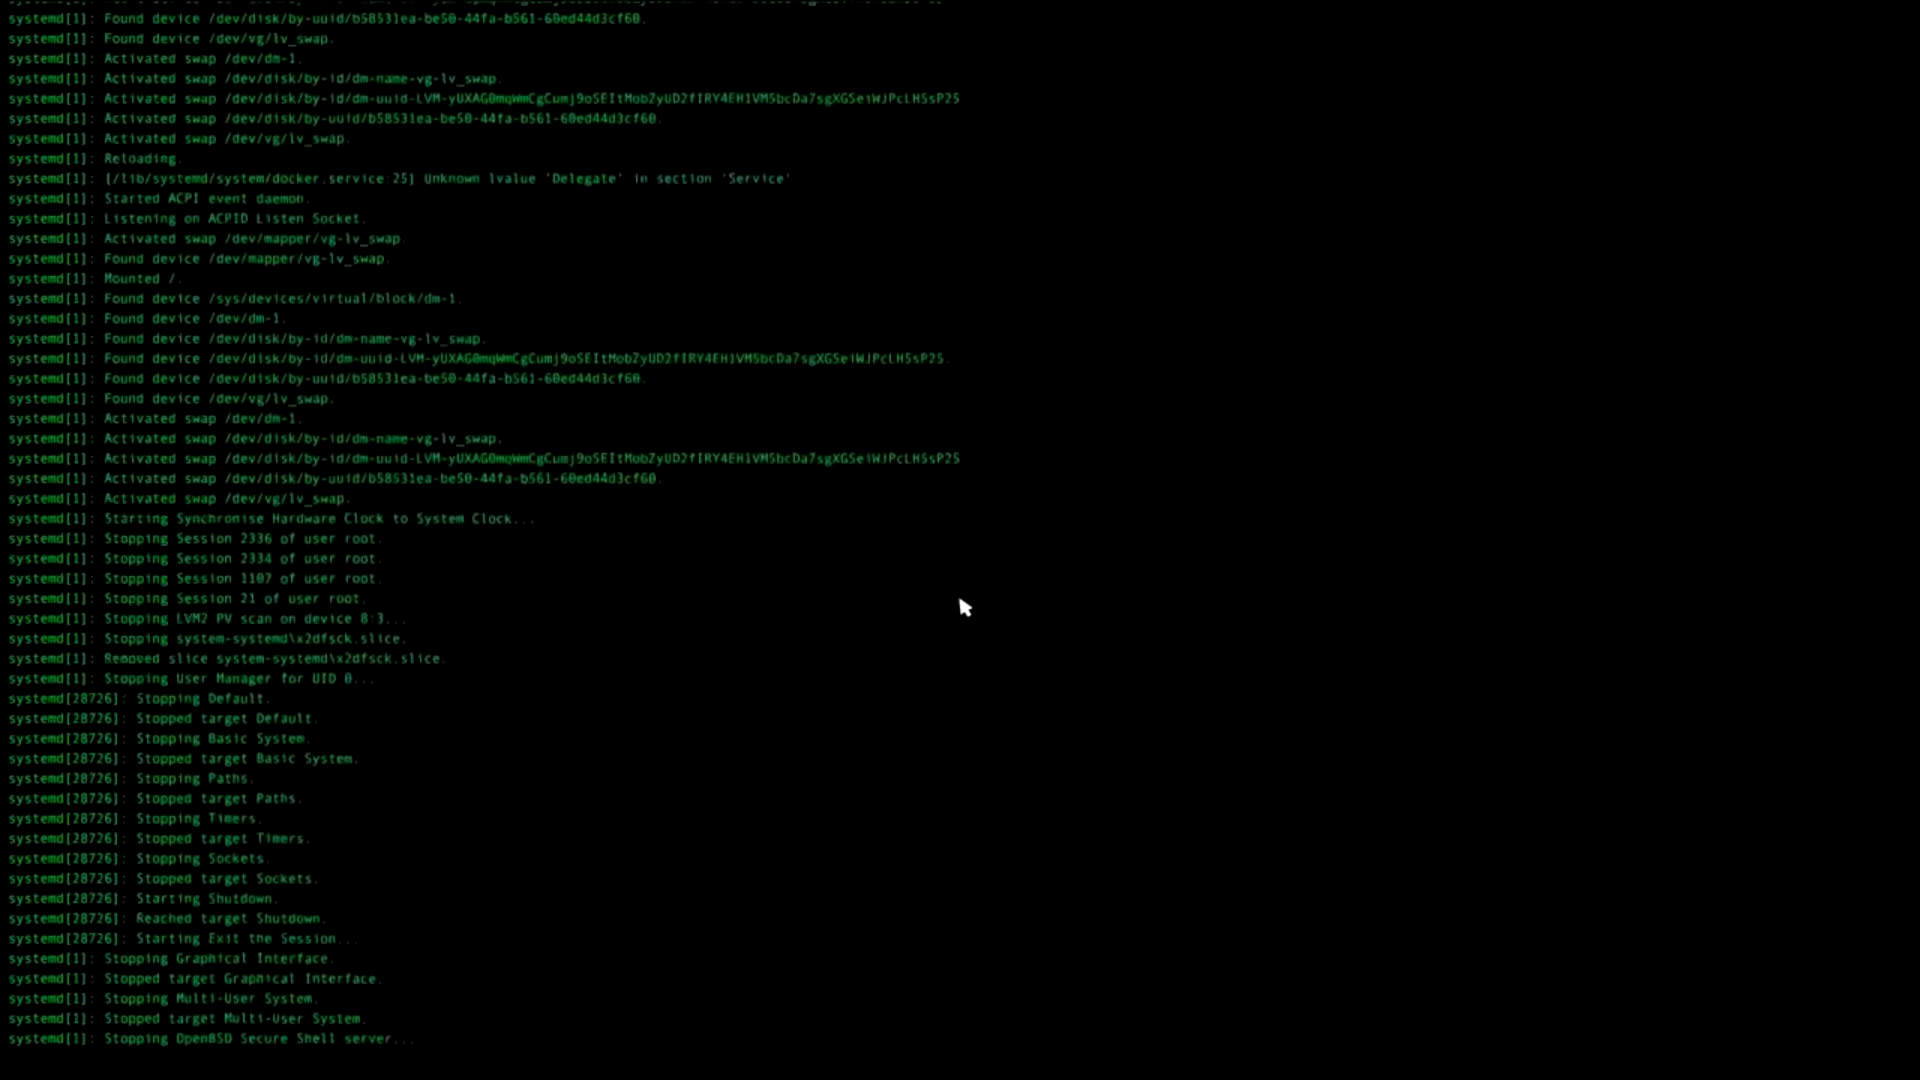 systemd[1]: Found device /dev/disk/by-uuid/b58531ea-be50-44fa-b561-60ed44d3cf60.
systemd[1]: Found device /dev/vg/lv_swap.
systemd[1]: Activated swap /dev/dm-1.
systemd[1]: Activated swap /dev/disk/by-id/dm-name-vg-lv_swap.
systemd[1]: Activated swap /dev/disk/by-id/dm-uuid-LVM-yUXAG0mqWmCgCumj9oSEItMobZyUD2fIRY4EH1VM5bcDa7sgXGSeiWJPcLH5sP25
systemd[1]: Activated swap /dev/disk/by-uuid/b58531ea-be50-44fa-b561-60ed44d3cf60.
systemd[1]: Activated swap /dev/vg/lv_swap.
systemd[1]: Reloading.
systemd[1]: [/lib/systemd/system/docker.service:25] Unknown lvalue 'Delegate' in section 'Service'
systemd[1]: Started ACPI event daemon.
systemd[1]: Listening on ACPID Listen Socket.
systemd[1]: Activated swap /dev/mapper/vg-lv_swap.
systemd[1]: Found device /dev/mapper/vg-lv_swap.
systemd[1]: Mounted /.
systemd[1]: Found device /sys/devices/virtual/block/dm-1.
systemd[1]: Found device /dev/dm-1.
systemd[1]: Found device /dev/disk/by-id/dm-name-vg-lv_swap.
systemd[1]: Found device /dev/disk/by-id/dm-uuid-LVM-yUXAG0mqWmCgCumj9oSEItMobZyUD2fIRY4EH1VM5bcDa7sgXGSeiWJPcLH5sP25.
systemd[1]: Found device /dev/disk/by-uuid/b58531ea-be50-44fa-b561-60ed44d3cf60.
systemd[1]: Found device /dev/vg/lv_swap.
systemd[1]: Activated swap /dev/dm-1.
systemd[1]: Activated swap /dev/disk/by-id/dm-name-vg-lv_swap.
systemd[1]: Activated swap /dev/disk/by-id/dm-uuid-LVM-yUXAG0mqWmCgCumj9oSEItMobZyUD2fIRY4EH1VM5bcDa7sgXGSeiWJPcLH5sP25
systemd[1]: Activated swap /dev/disk/by-uuid/b58531ea-be50-44fa-b561-60ed44d3cf60.
systemd[1]: Activated swap /dev/vg/lv_swap.
systemd[1]: Starting Synchronise Hardware Clock to System Clock...
systemd[1]: Stopping Session 2336 of user root.
systemd[1]: Stopping Session 2334 of user root.
systemd[1]: Stopping Session 1107 of user root.
systemd[1]: Stopping Session 21 of user root.
systemd[1]: Stopping LVM2 PV scan on device 8:3...
systemd[1]: Stopping system-systemd\x2dfsck.slice.
systemd[1]: Removed slice system-systemd\x2dfsck.slice.
systemd[1]: Stopping User Manager for UID 0...
systemd[28726]: Stopping Default.
systemd[28726]: Stopped target Default.
systemd[28726]: Stopping Basic System.
systemd[28726]: Stopped target Basic System.
systemd[28726]: Stopping Paths.
systemd[28726]: Stopped target Paths.
systemd[28726]: Stopping Timers.
systemd[28726]: Stopped target Timers.
systemd[28726]: Stopping Sockets.
systemd[28726]: Stopped target Sockets.
systemd[28726]: Starting Shutdown.
systemd[28726]: Reached target Shutdown.
systemd[28726]: Starting Exit the Session...
systemd[1]: Stopping Graphical Interface.
systemd[1]: Stopped target Graphical Interface.
systemd[1]: Stopping Multi-User System.
systemd[1]: Stopped target Multi-User System.
systemd[1]: Stopping OpenBSD Secure Shell server...